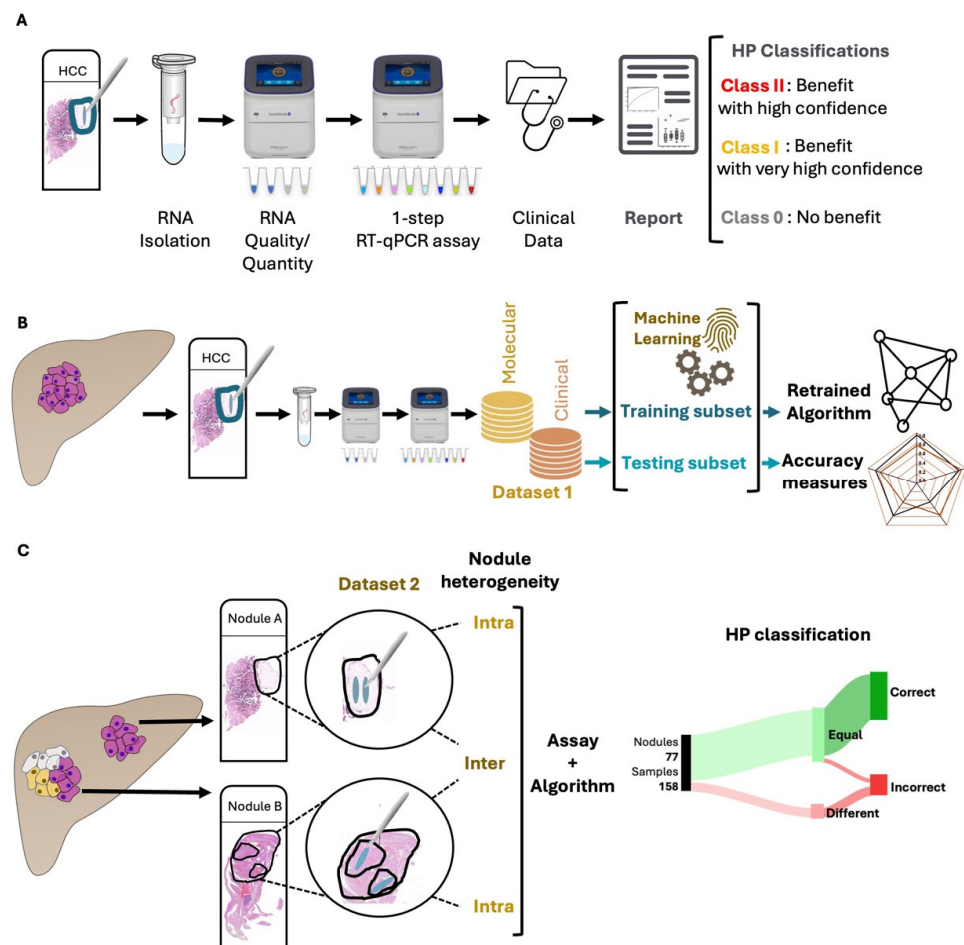 A
HCC
RNA
Isolation
RNA
Quality/
Quantity
1-step
RT-qPCR assay
Clinical
Data
Report
HP Classifications
Class II : Benefit
with high confidence
Class I : Benefit
with very high confidence
Class 0 : No benefit
B
HCC
Molecular
Clinical
Dataset 1
Machine
Learning
Training subset
Testing subset
Retrained
Algorithm
Accuracy
measures
C
Nodule
heterogeneity
Dataset 2
Nodule A
Nodule B
Intra
Inter
Intra
Assay
+
Algorithm
HP classification
Nodules
77
Samples
158
Equal
Different
Correct
Incorrect